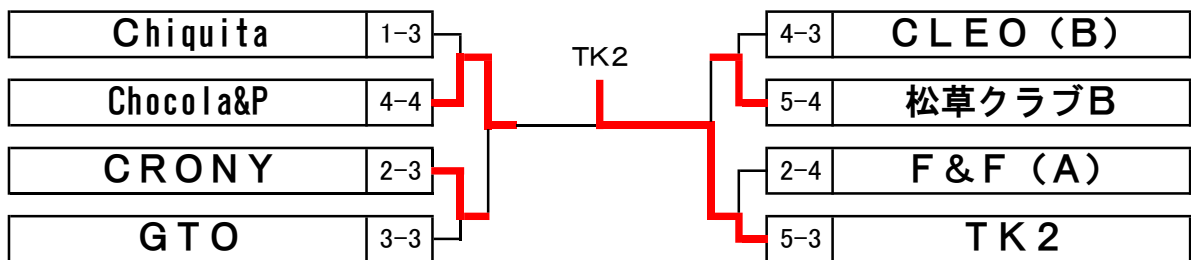 Chiquita 1-3
Chocola&P 4-4
CRONY 2-3
GTO 3-3
TK2
4-3 CLEO(B)
5-4 松草クラブB
2-4 F&F(A)
5-3 TK2